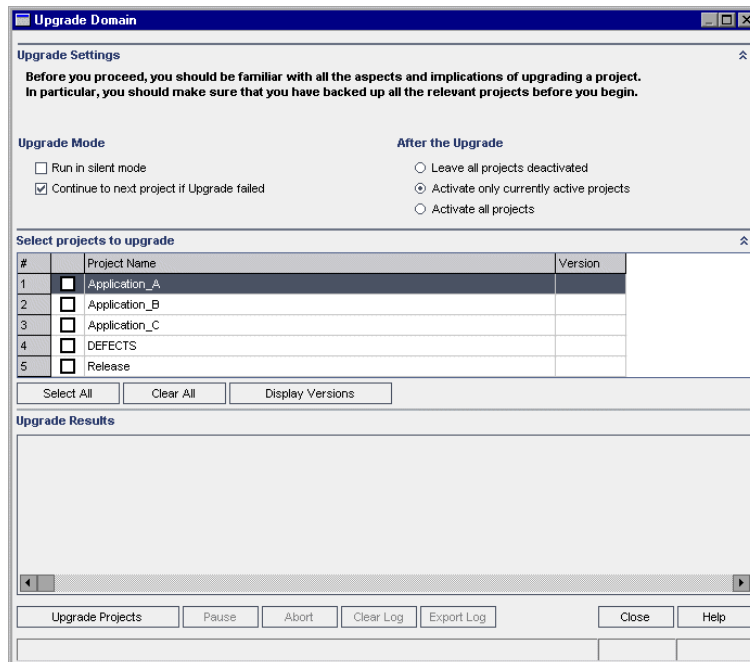 Upgrade Domain
Upgrade Settings
Before you proceed, you should be familiar with all the aspects and implications of upgrading a project.
In particular, you should make sure that you have backed up all the relevant projects before you begin.
Upgrade Mode
Run in silent mode
Continue to next project if Upgrade failed
After the Upgrade
Leave all projects deactivated
Activate only currently active projects
Activate all projects
Select projects to upgrade
# Project Name Version
1 Application_A
2 Application_B
3 Application_C
4 DEFECTS
5 Release
Select All Clear All Display Versions
Upgrade Results
Upgrade Projects Pause Abort Clear Log Export Log Close Help